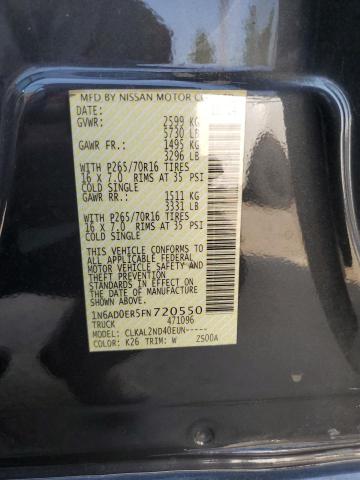 MFD BY NISSAN MOTOR CO
DATE:
GVWR: 2599 KG
5730 LB
GAWR FR.: 1495 KG
3296 LB
WITH P265/70R16 TIRES
16 X 7.0 RIMS AT 35 PSI
COLD SINGLE
GAWR RR.: 1511 KG
3331 LB
WITH P265/70R16 TIRES
16 X 7.0 RIMS AT 35 PSI
COLD SINGLE
THIS VEHICLE CONFORMS TO
ALL APPLICABLE FEDERAL
MOTOR VEHICLE SAFETY AND
THEFT PREVENTION
STANDARDS IN EFFECT ON
THE DATE OF MANUFACTURE
SHOWN ABOVE.
1N6AD0ER5FN720550
TRUCK 471096
MODEL: CLKAL2ND40EUN-----
COLOR: K26 TRIM: W ZS00A